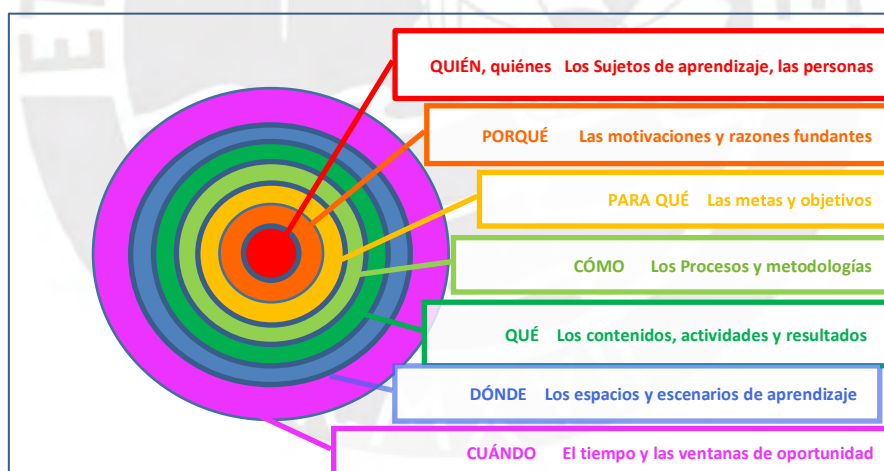 QUIÉN, quiénes Los Sujetos de aprendizaje, las personas
PORQUÉ Las motivaciones y razones fundantes
PARA QUÉ Las metas y objetivos
CÓMO Los Procesos y metodologías
QUÉ Los contenidos, actividades y resultados
DÓNDE Los espacios y escenarios de aprendizaje
CUÁNDO El tiempo y las ventanas de oportunidad